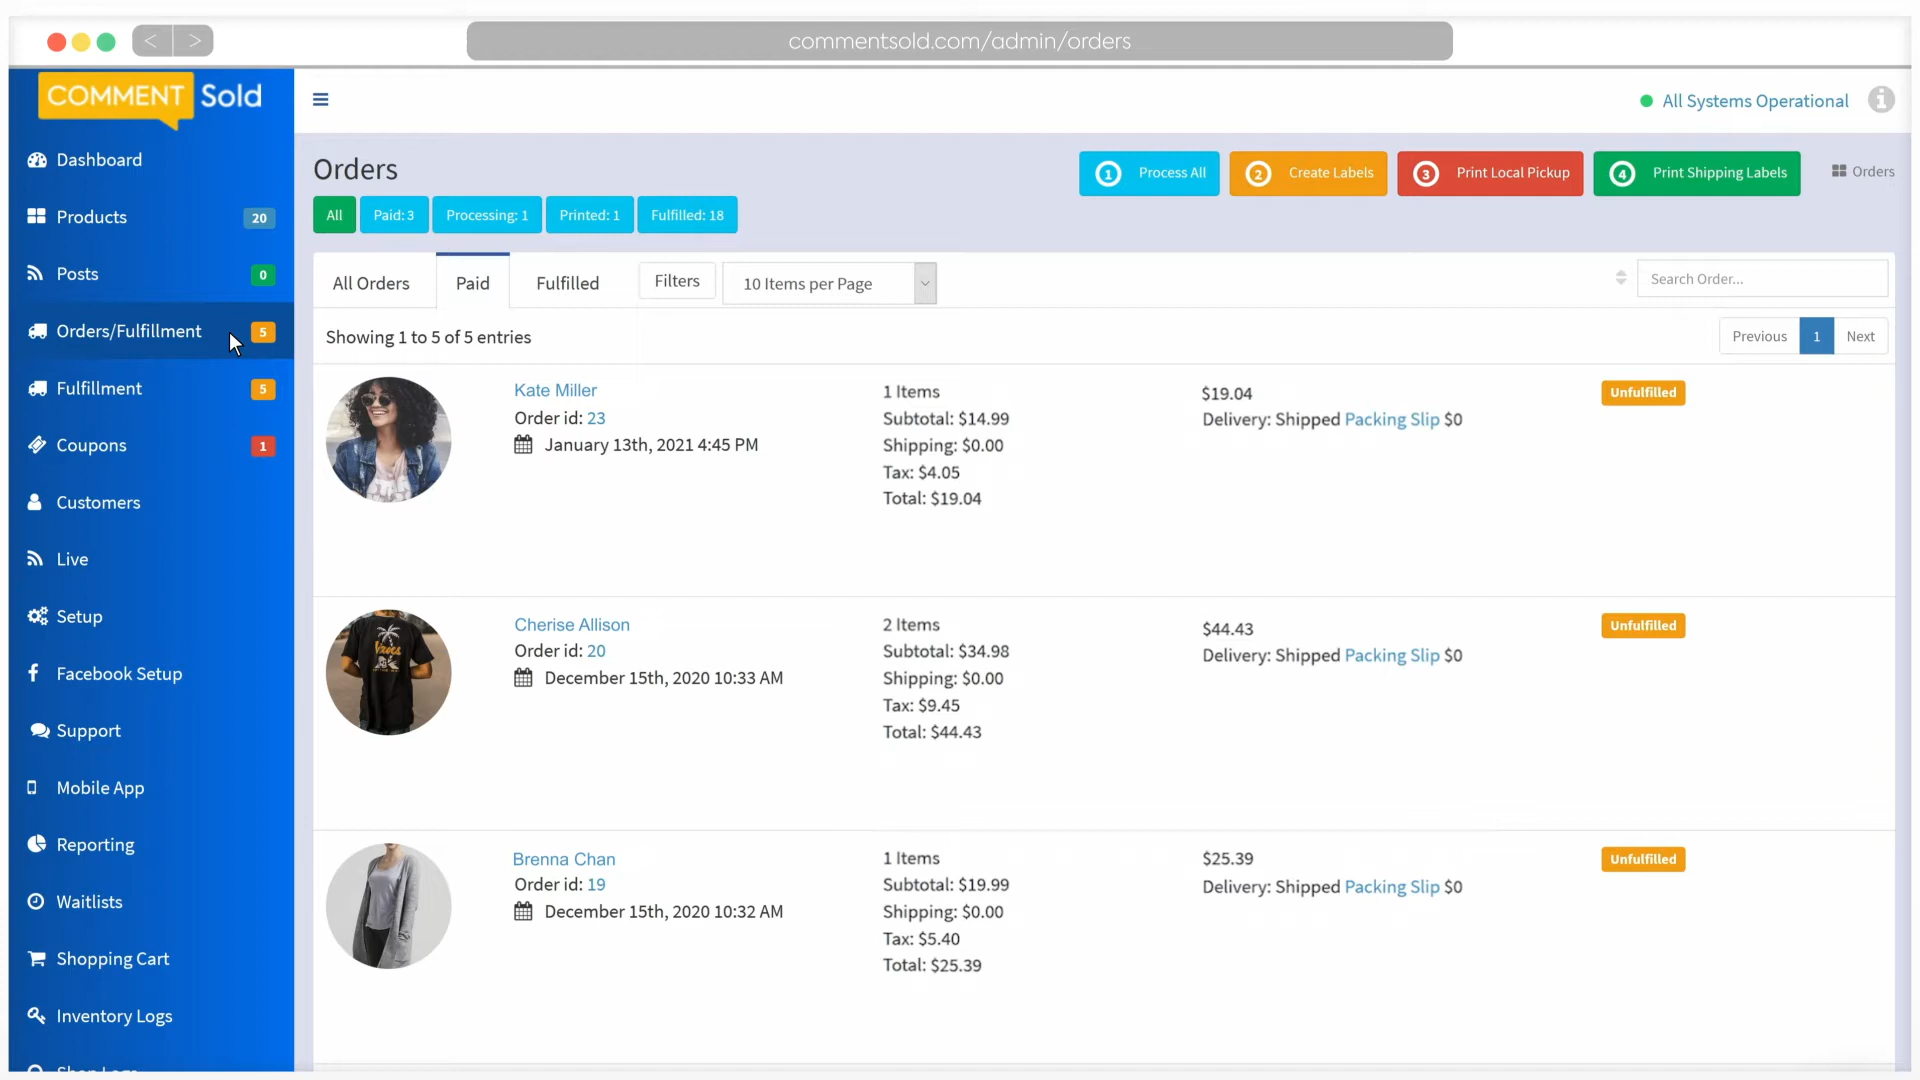 commentsold.com/admin/orders
COMMENT Sold
All Systems Operational
Dashboard
Products 20
Posts 0
Orders/Fulfillment 5
Fulfillment 5
Coupons 1
Customers
Live
Setup
Facebook Setup
Support
Mobile App
Reporting
Waitlists
Shopping Cart
Inventory Logs
Orders
1 Process All
2 Create Labels
3 Print Local Pickup
4 Print Shipping Labels
Orders
All
Paid: 3
Processing: 1
Printed: 1
Fulfilled: 18
All Orders
Paid
Fulfilled
Filters
10 Items per Page
Search Order...
Showing 1 to 5 of 5 entries
Previous 1 Next
Kate Miller
Order id: 23
January 13th, 2021 4:45 PM
1 Items
Subtotal: $14.99
Shipping: $0.00
Tax: $4.05
Total: $19.04
$19.04
Delivery: Shipped Packing Slip $0
Unfulfilled
Cherise Allison
Order id: 20
December 15th, 2020 10:33 AM
2 Items
Subtotal: $34.98
Shipping: $0.00
Tax: $9.45
Total: $44.43
$44.43
Delivery: Shipped Packing Slip $0
Unfulfilled
Brenna Chan
Order id: 19
December 15th, 2020 10:32 AM
1 Items
Subtotal: $19.99
Shipping: $0.00
Tax: $5.40
Total: $25.39
$25.39
Delivery: Shipped Packing Slip $0
Unfulfilled